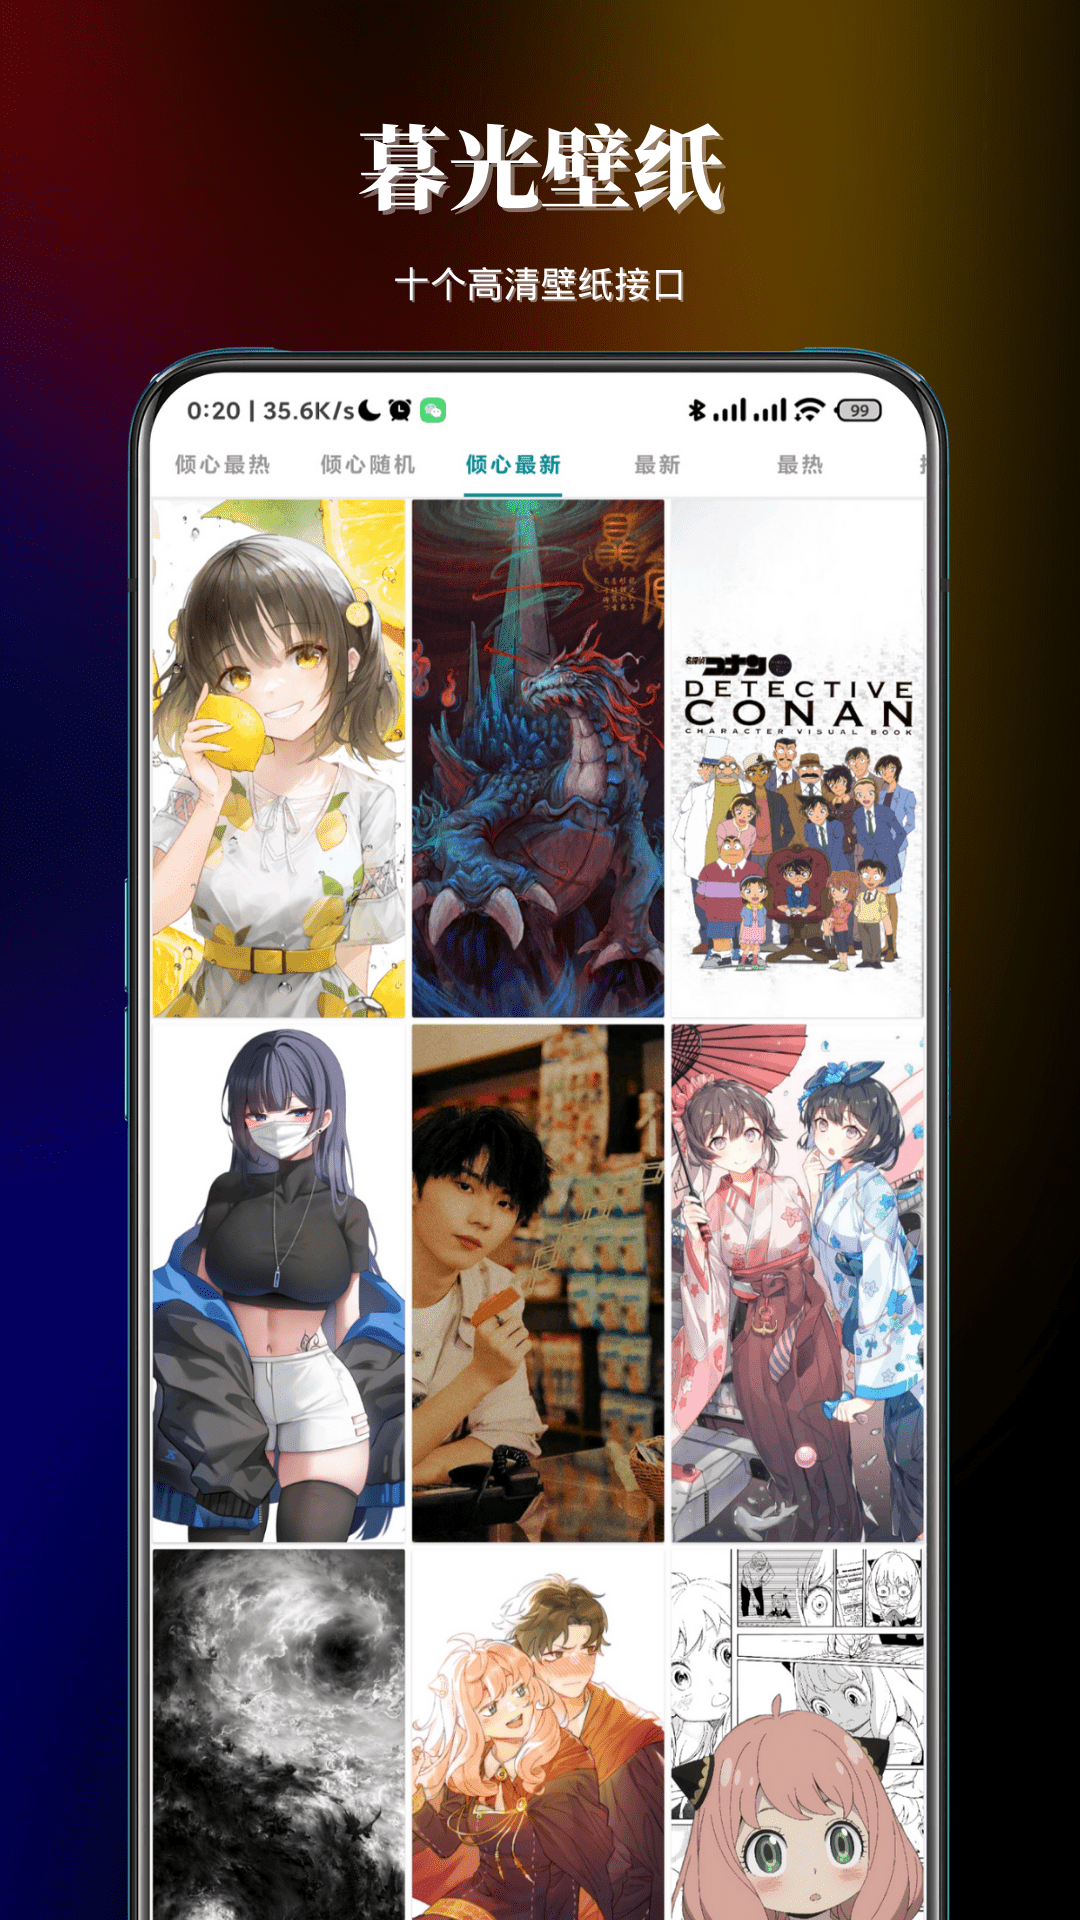 暮光壁纸
十个高清壁纸接口
0:20 | 35.6K/s
99
倾心最热 倾心随机 倾心最新 最新 最热
名探偵コナン
DETECTIVE
CONAN
CHARACTER VISUAL BOOK